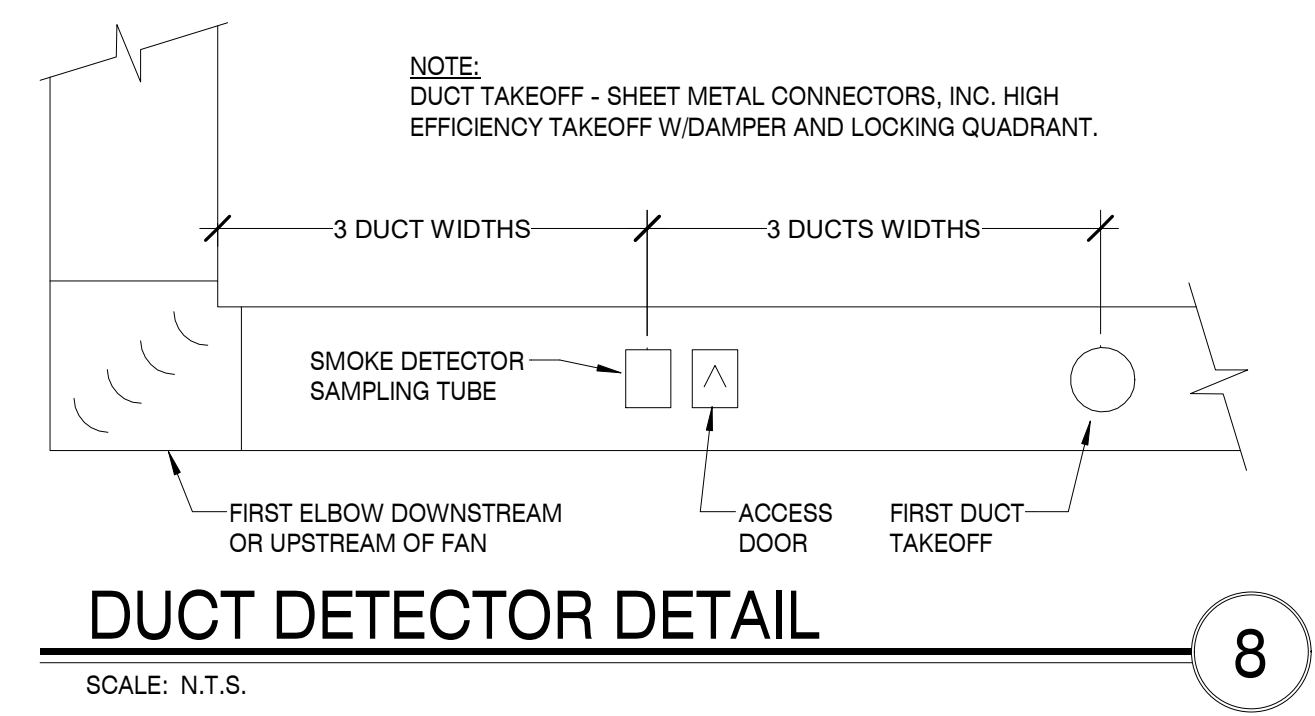 NOTE:
DUCT TAKEOFF - SHEET METAL CONNECTORS, INC. HIGH
EFFICIENCY TAKEOFF W/DAMPER AND LOCKING QUADRANT.
3 DUCT WIDTHS
3 DUCTS WIDTHS
SMOKE DETECTOR
SAMPLING TUBE
FIRST ELBOW DOWNSTREAM
OR UPSTREAM OF FAN
ACCESS
DOOR
FIRST DUCT
TAKEOFF
DUCT DETECTOR DETAIL
8
SCALE: N.T.S.